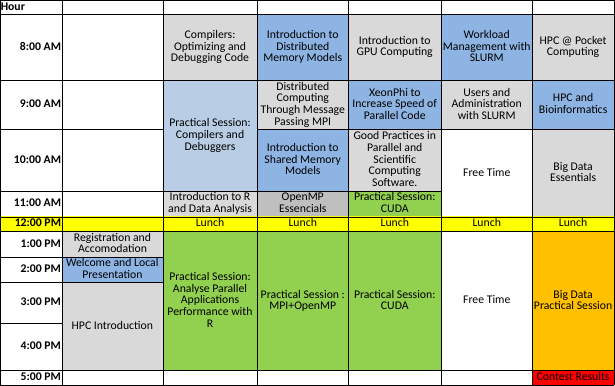 Hour
8:00 AM
Compilers:
Optimizing and
Debugging Code
Introduction to
Distributed
Memory Models
Introduction to
GPU Computing
Workload
Management with
SLURM
HPC @ Pocket
Computing
9:00 AM
Practical Session:
Compilers and
Debuggers
Distributed
Computing
Through Message
Passing MPI
XeonPhi to
Increase Speed of
Parallel Code
Users and
Administration
with SLURM
HPC and
Bioinformatics
10:00 AM
Introduction to
Shared Memory
Models
Good Practices in
Parallel and
Scientific
Computing
Software.
Free Time
Big Data
Essentials
11:00 AM
Introduction to R
and Data Analysis
OpenMP
Essencials
Practical Session:
CUDA
12:00 PM
Lunch
Lunch
Lunch
Lunch
Lunch
1:00 PM
Registration and
Accomodation
2:00 PM
Welcome and Local
Presentation
3:00 PM
HPC Introduction
Practical Session:
Analyse Parallel
Applications
Performance with
R
Practical Session :
MPI+OpenMP
Practical Session:
CUDA
Free Time
Big Data
Practical Session
4:00 PM
5:00 PM
Contest Results